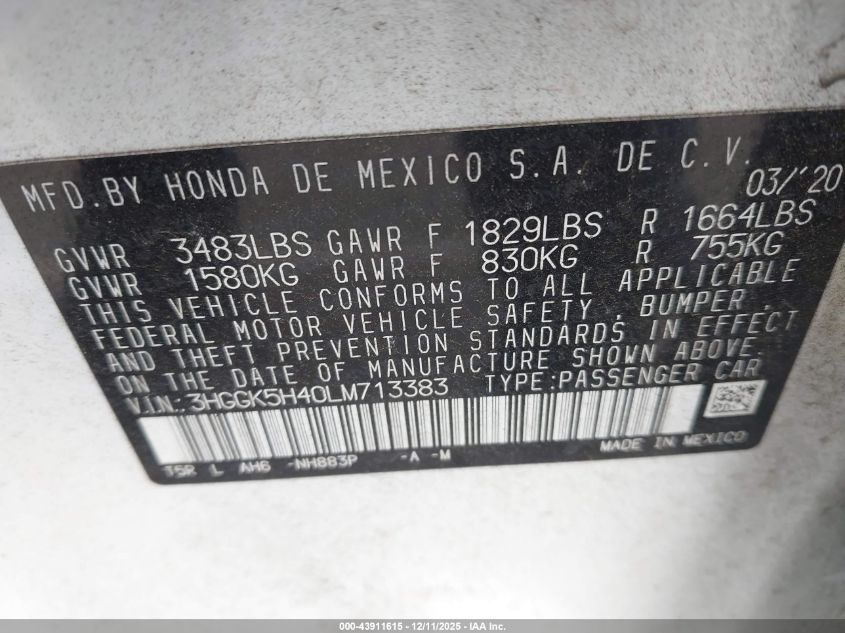 MFD.BY HONDA DE MEXICO S.A. DE C.V. 03/'20
GVWR 3483LBS GAWR F 1829LBS R 1664LBS
GVWR 1580KG GAWR F 830KG R 755KG
THIS VEHICLE CONFORMS TO ALL APPLICABLE
FEDERAL MOTOR VEHICLE SAFETY, BUMPER,
AND THEFT PREVENTION STANDARDS IN EFFECT
ON THE DATE OF MANUFACTURE SHOWN ABOVE.
V.I.N.:3HGGK5H40LM713383 TYPE:PASSENGER CAR
MADE IN MEXICO
T5R L AH6 -NH883P -A -M
000-43911615 - 12/11/2025 - IAA Inc.